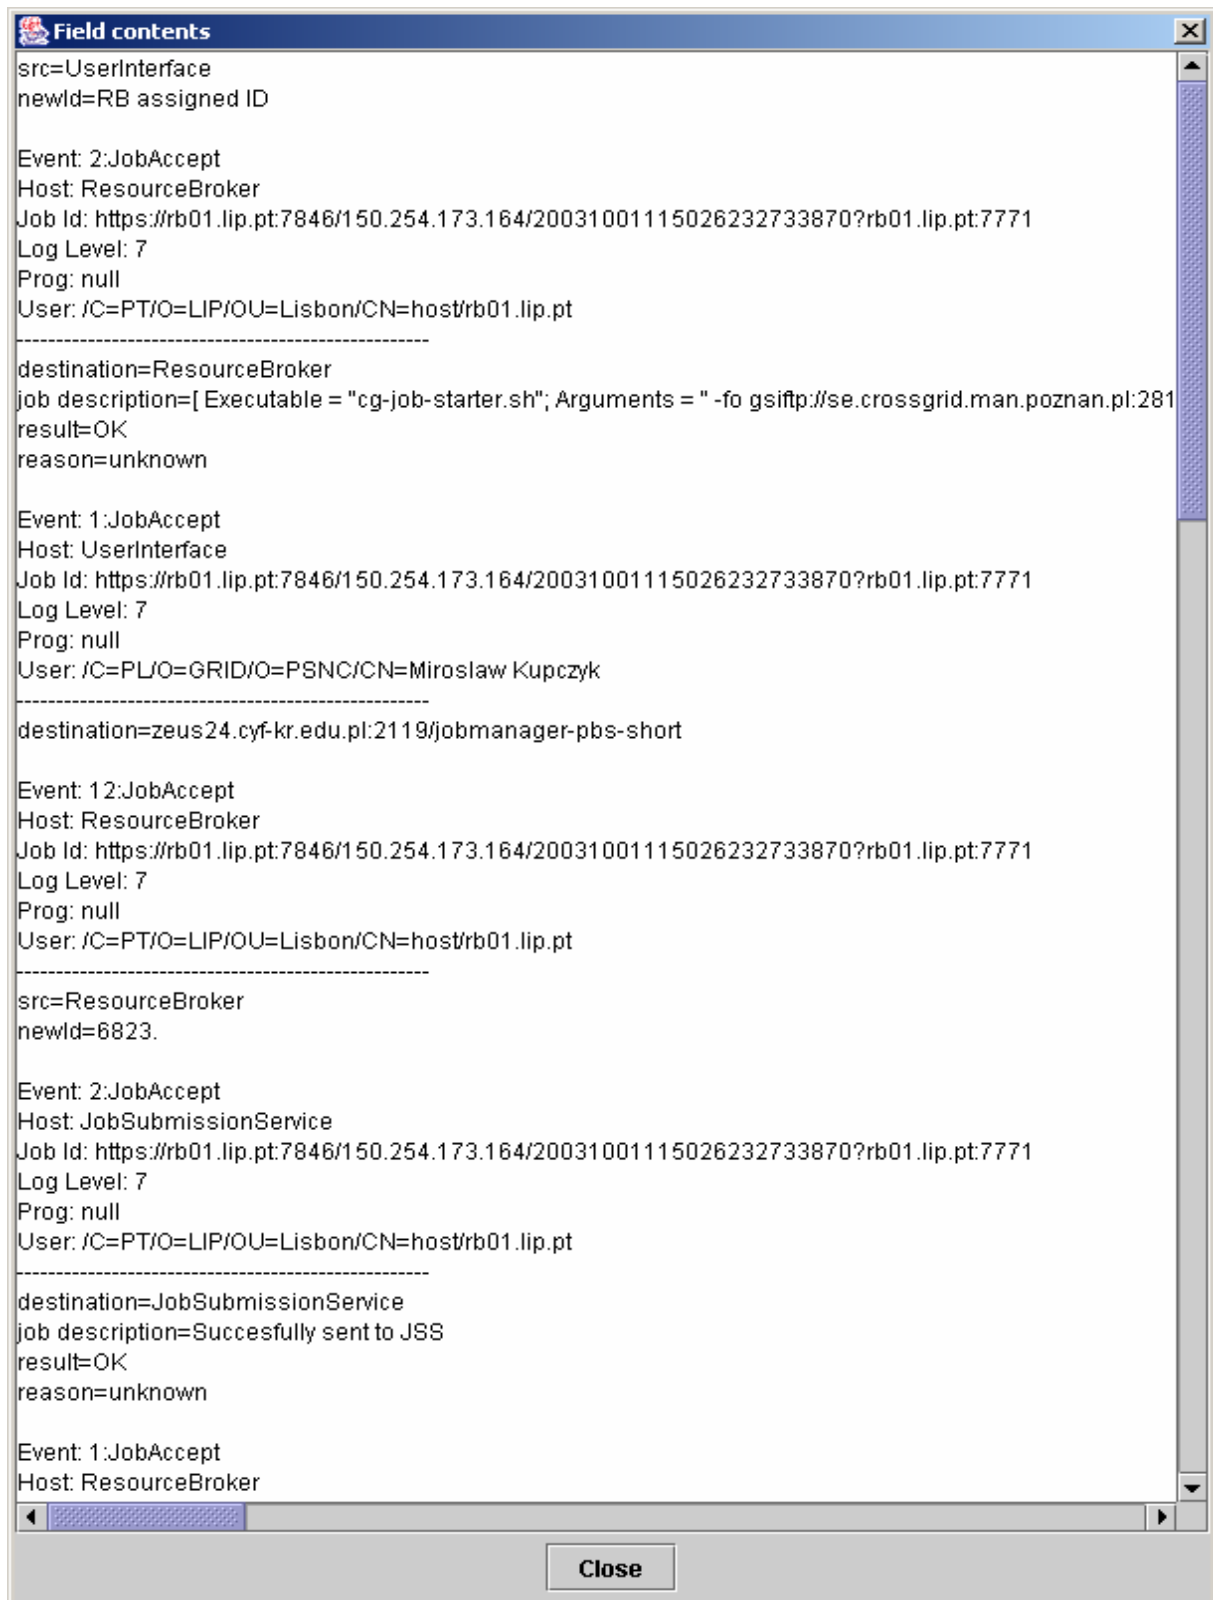 Field contents
src=UserInterface
newId=RB assigned ID
Event: 2:JobAccept
Host: ResourceBroker
Job Id: https://rb01.lip.pt:7846/150.254.173.164/200310011150262327338​70?rb01.lip.pt:7771
Log Level: 7
Prog: null
User: /C=PT/O=LIP/OU=Lisbon/CN=host/rb01.lip.pt
----------------------------------------------------
destination=ResourceBroker
job description=[ Executable = "cg-job-starter.sh"; Arguments = " -fo gsiftp://se.crossgrid.man.poznan.pl:281
result=OK
reason=unknown
Event: 1:JobAccept
Host: UserInterface
Job Id: https://rb01.lip.pt:7846/150.254.173.164/20031001115026232733870?rb01.lip.pt:7771
Log Level: 7
Prog: null
User: /C=PL/O=GRID/O=PSNC/CN=Miroslaw Kupczyk
----------------------------------------------------
destination=zeus24.cyf-kr.edu.pl:2119/jobmanager-pbs-short
Event: 12:JobAccept
Host: ResourceBroker
Job Id: https://rb01.lip.pt:7846/150.254.173.164/20031001115026232733870?rb01.lip.pt:7771
Log Level: 7
Prog: null
User: /C=PT/O=LIP/OU=Lisbon/CN=host/rb01.lip.pt
----------------------------------------------------
src=ResourceBroker
newId=6823.
Event: 2:JobAccept
Host: JobSubmissionService
Job Id: https://rb01.lip.pt:7846/150.254.173.164/20031001115026232733870?rb01.lip.pt:7771
Log Level: 7
Prog: null
User: /C=PT/O=LIP/OU=Lisbon/CN=host/rb01.lip.pt
----------------------------------------------------
destination=JobSubmissionService
job description=Succesfully sent to JSS
result=OK
reason=unknown
Event: 1:JobAccept
Host: ResourceBroker
Close